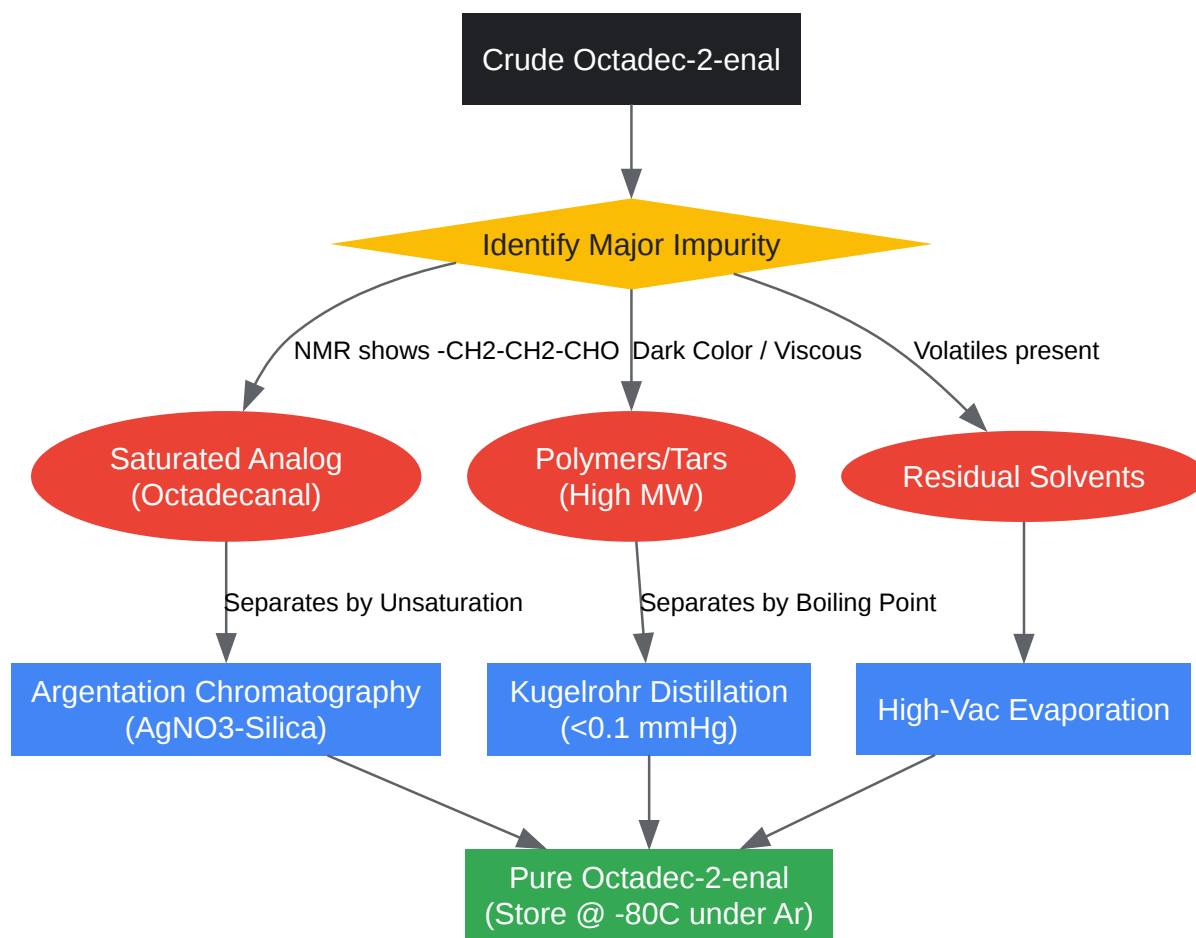 Crude Octadec-2-enal
Identify Major Impurity
NMR shows -CH2-CH2-CHO
Dark Color / Viscous
Volatiles present
Saturated Analog
(Octadecanal)
Polymers/Tars
(High MW)
Residual Solvents
Separates by Unsaturation
Separates by Boiling Point
Argentation Chromatography
(AgNO3-Silica)
Kugelrohr Distillation
(<0.1 mmHg)
High-Vac Evaporation
Pure Octadec-2-enal
(Store @ -80C under Ar)